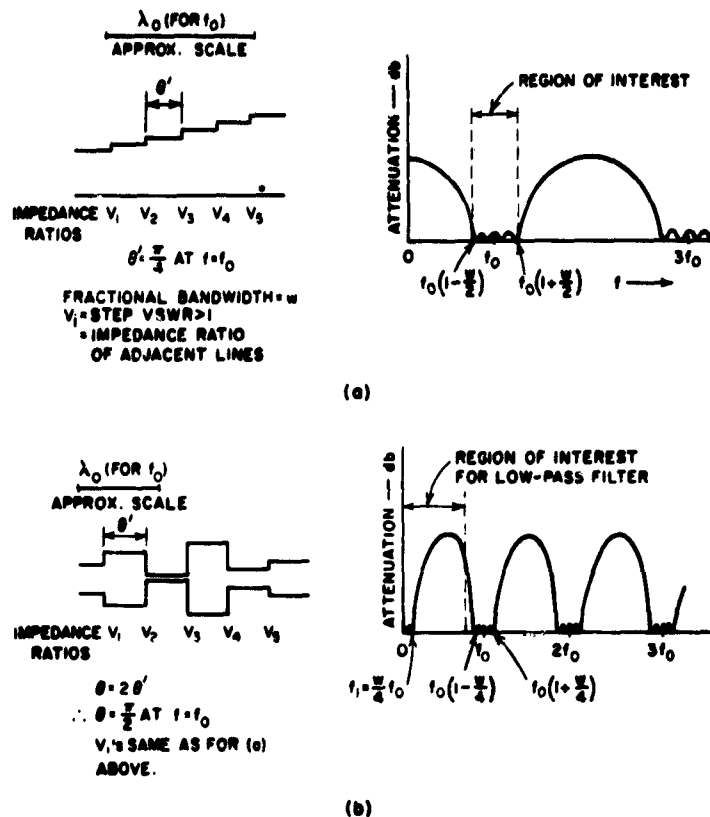 λ₀ (FOR f₀)
APPROX. SCALE
θ'
IMPEDANCE RATIOS
V₁ V₂ V₃ V₄ V₅
θ' = π/4 AT f=f₀
FRACTIONAL BANDWIDTH = w
Vᵢ = STEP VSWR>1
= IMPEDANCE RATIO
OF ADJACENT LINES
ATTENUATION — db
REGION OF INTEREST
0 f₀ 3f₀
f₀(1-w/2) f₀(1+w/2) f
(a)
λ₀ (FOR f₀)
APPROX. SCALE
θ'
IMPEDANCE RATIOS
V₁ V₂ V₃ V₄ V₅
θ = 2θ'
∴ θ = π/2 AT f=f₀
Vᵢ's SAME AS FOR (a)
ABOVE.
ATTENUATION — db
REGION OF INTEREST
FOR LOW-PASS FILTER
0 f₀ 2f₀ 3f₀
f₁=w/4 f₀ f₀(1-w/4) f₀(1+w/4)
(b)